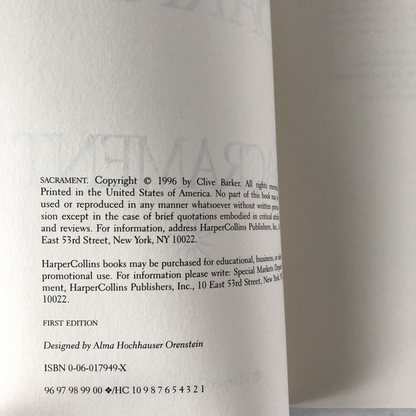 SACRAMENT. Copyright © 1996 by Clive Barker. All rights
Printed in the United States of America. No part of this book may
used or reproduced in any manner whatsoever without written
sion except in the case of brief quotations embodied in critical
and reviews. For information, address HarperCollins Publishers, Inc.,
East 53rd Street, New York, NY 10022.
HarperCollins books may be purchased for educational, business, or
promotional use. For information please write: Special Markets
ment, HarperCollins Publishers, Inc., 10 East 53rd Street, New York,
10022.
FIRST EDITION
Designed by Alma Hochhauser Orenstein
ISBN 0-06-017949-X
96 97 98 99 00 ❖/HC 10 9 8 7 6 5 4 3 2 1